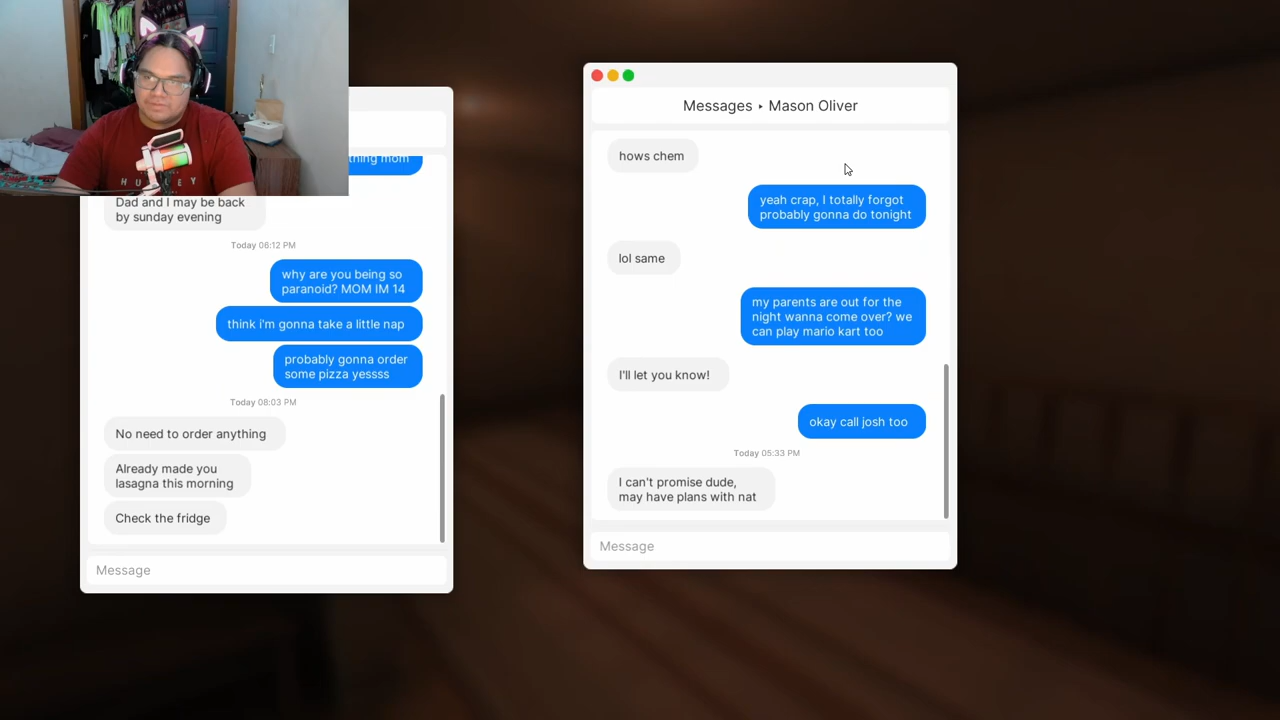 HURLEY
thing mom
Dad and I may be back
by sunday evening
Today 06:12 PM
why are you being so
paranoid? MOM IM 14
think i'm gonna take a little nap
probably gonna order
some pizza yessss
Today 08:03 PM
No need to order anything
Already made you
lasagna this morning
Check the fridge
Message
Messages ▸ Mason Oliver
hows chem
yeah crap, I totally forgot
probably gonna do tonight
lol same
my parents are out for the
night wanna come over? we
can play mario kart too
I'll let you know!
okay call josh too
Today 05:33 PM
I can't promise dude,
may have plans with nat
Message